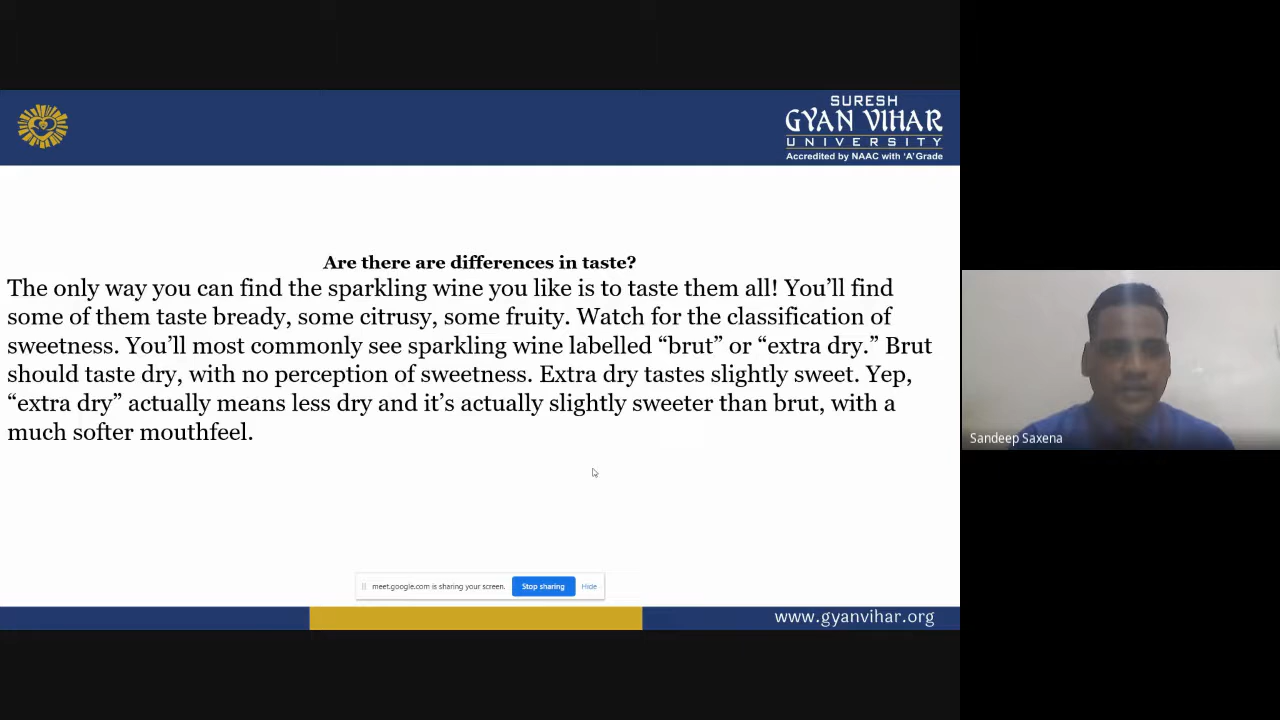 SURESH
GYAN VIHAR
UNIVERSITY
Accredited by NAAC with 'A' Grade
Are there are differences in taste?
The only way you can find the sparkling wine you like is to taste them all! You’ll find
some of them taste bready, some citrusy, some fruity. Watch for the classification of
sweetness. You’ll most commonly see sparkling wine labelled “brut” or “extra dry.” Brut
should taste dry, with no perception of sweetness. Extra dry tastes slightly sweet. Yep,
“extra dry” actually means less dry and it’s actually slightly sweeter than brut, with a
much softer mouthfeel.
Sandeep Saxena
meet.google.com is sharing your screen. Stop sharing Hide
www.gyanvihar.org